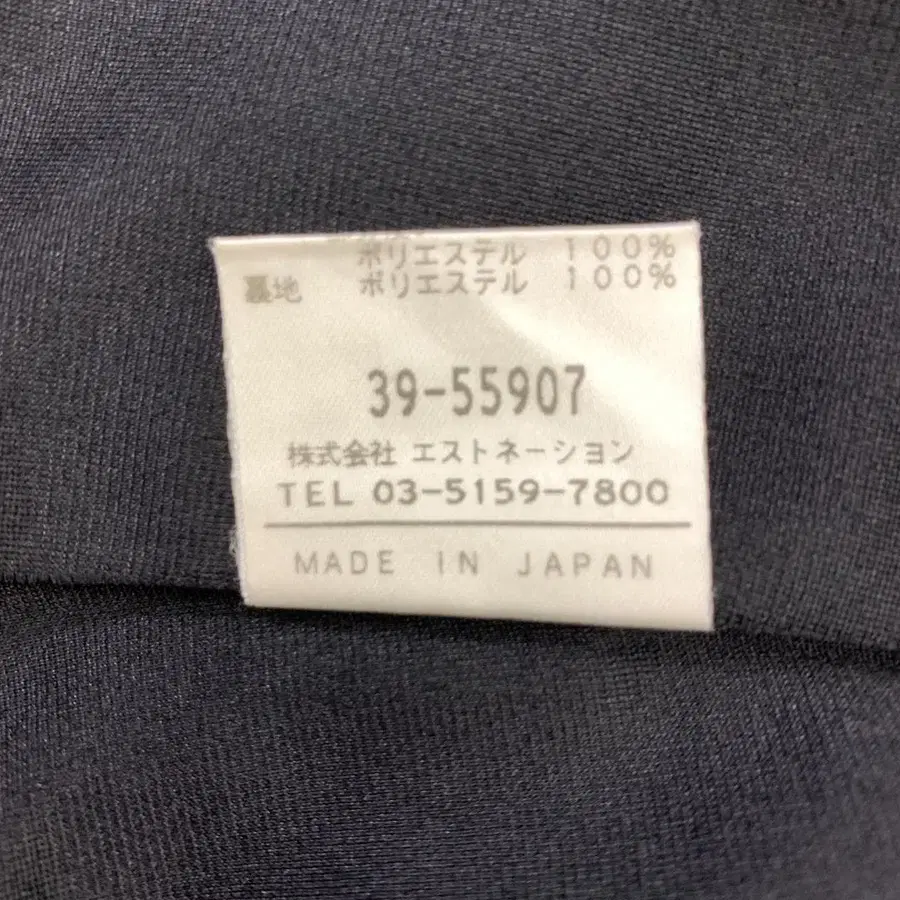 ポリエステル 100%
裏地 ポリエステル 100%
39-55907
株式会社 エストネーション
TEL 03-5159-7800
MADE IN JAPAN